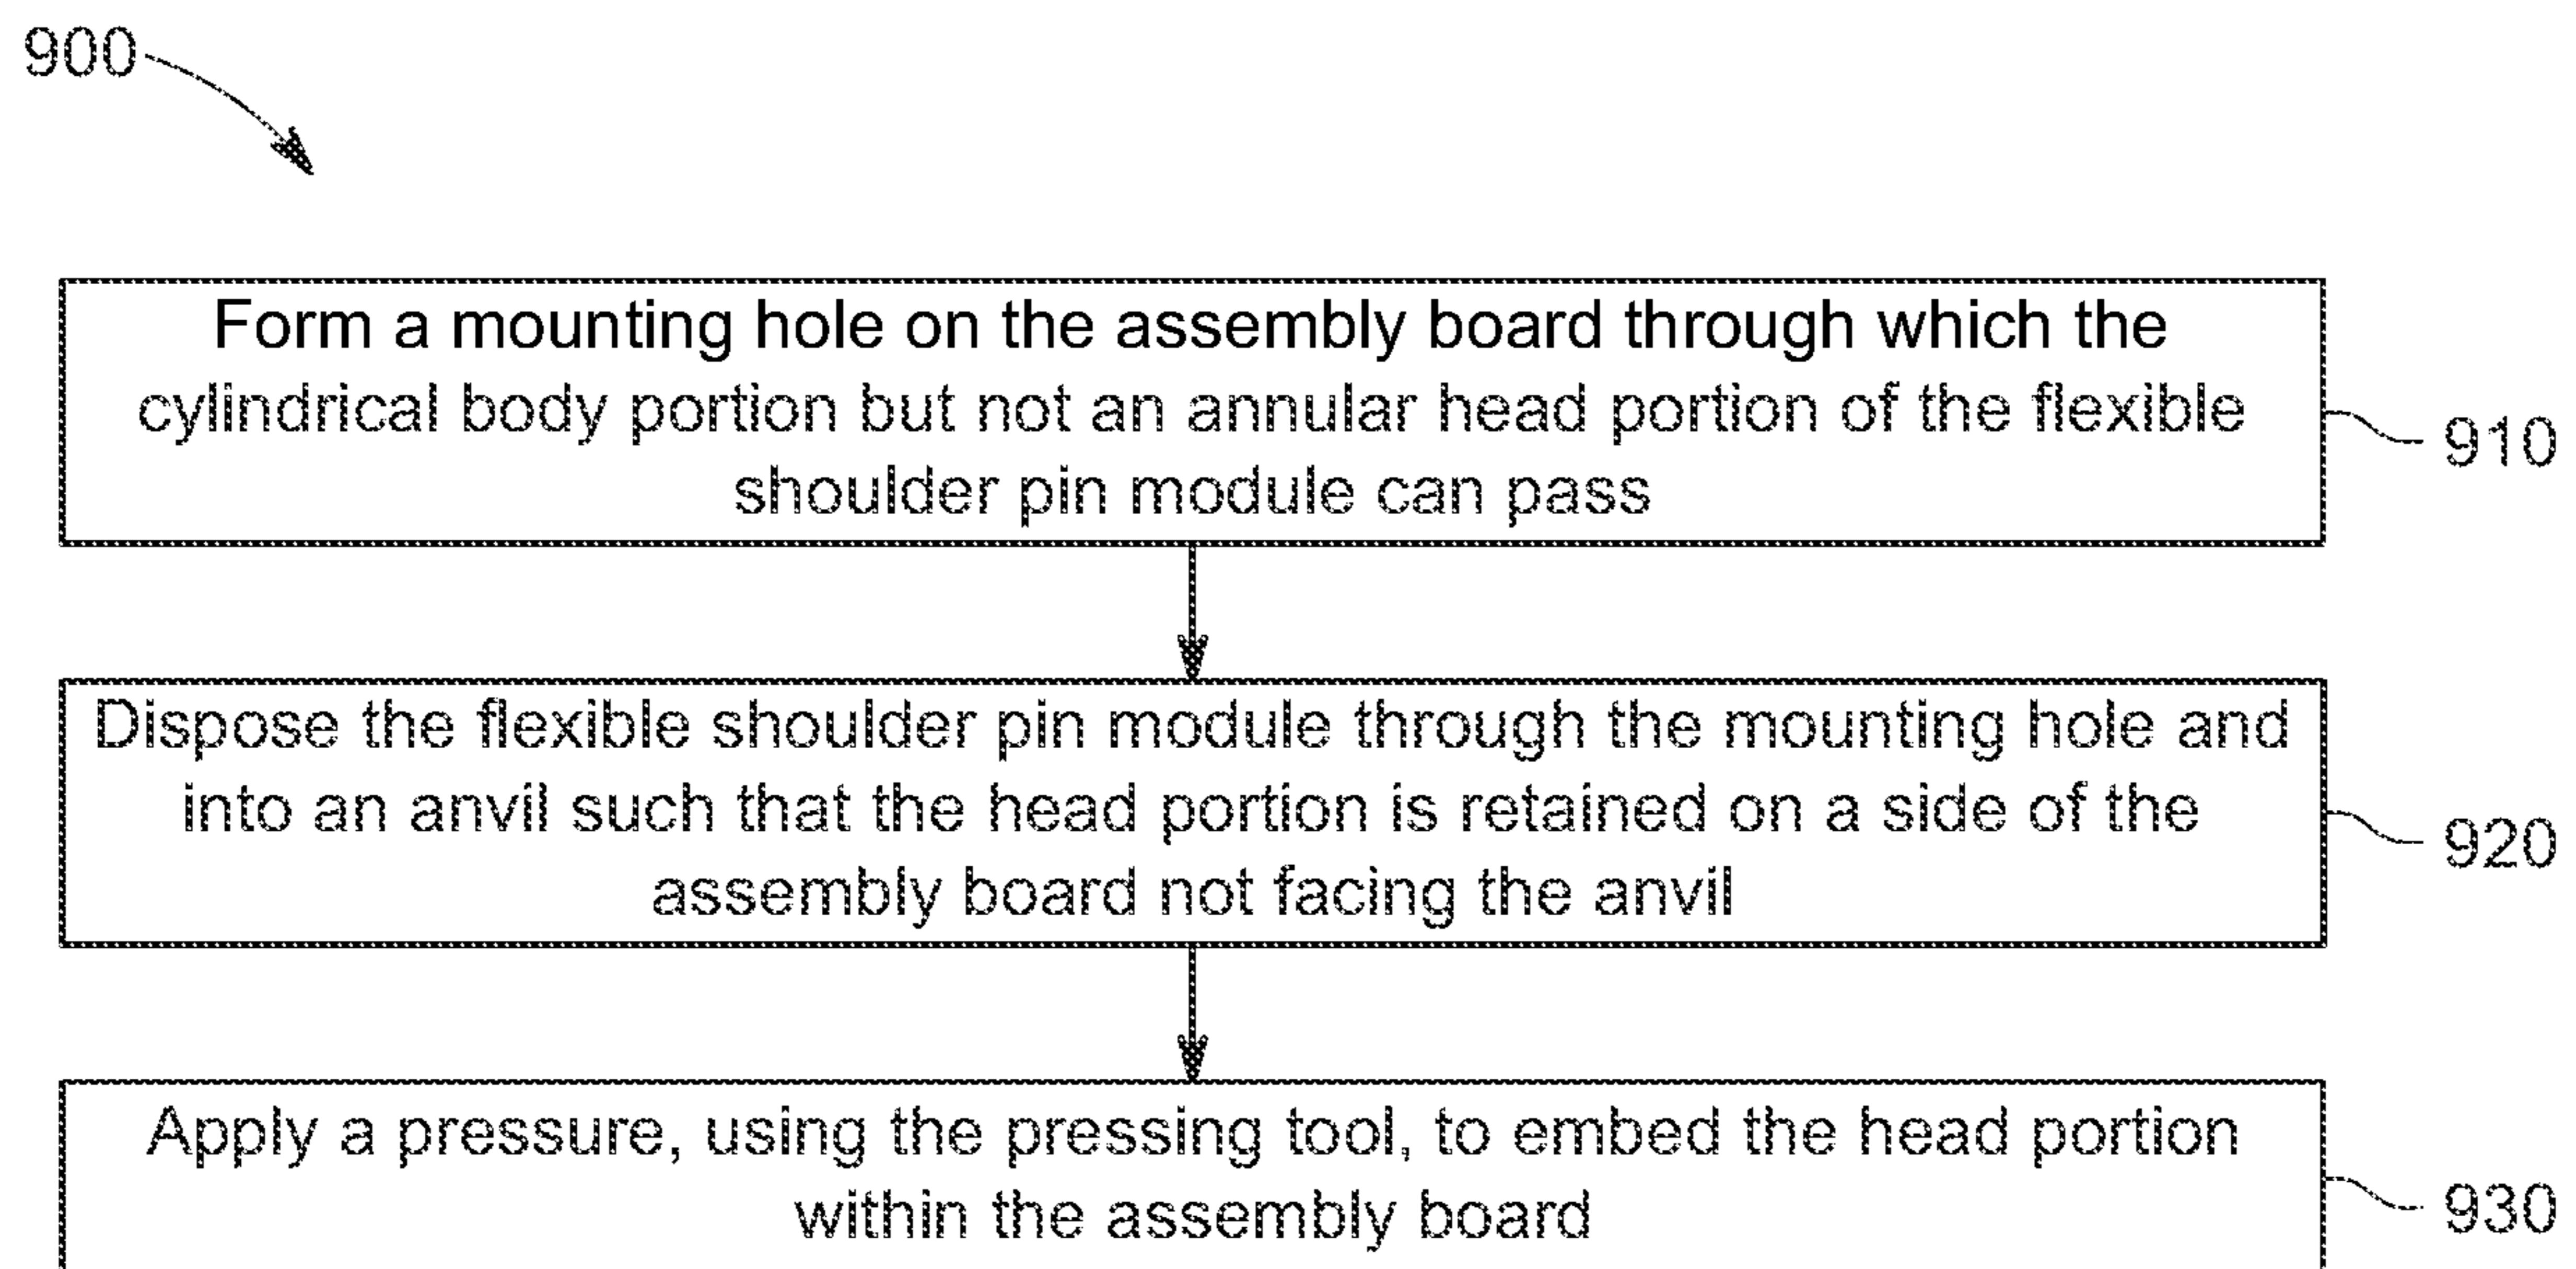 900
Form a mounting hole on the assembly board through which the
cylindrical body portion but not an annular head portion of the flexible
shoulder pin module can pass
910
Dispose the flexible shoulder pin module through the mounting hole and
into an anvil such that the head portion is retained on a side of the
assembly board not facing the anvil
920
Apply a pressure, using the pressing tool, to embed the head portion
within the assembly board
930